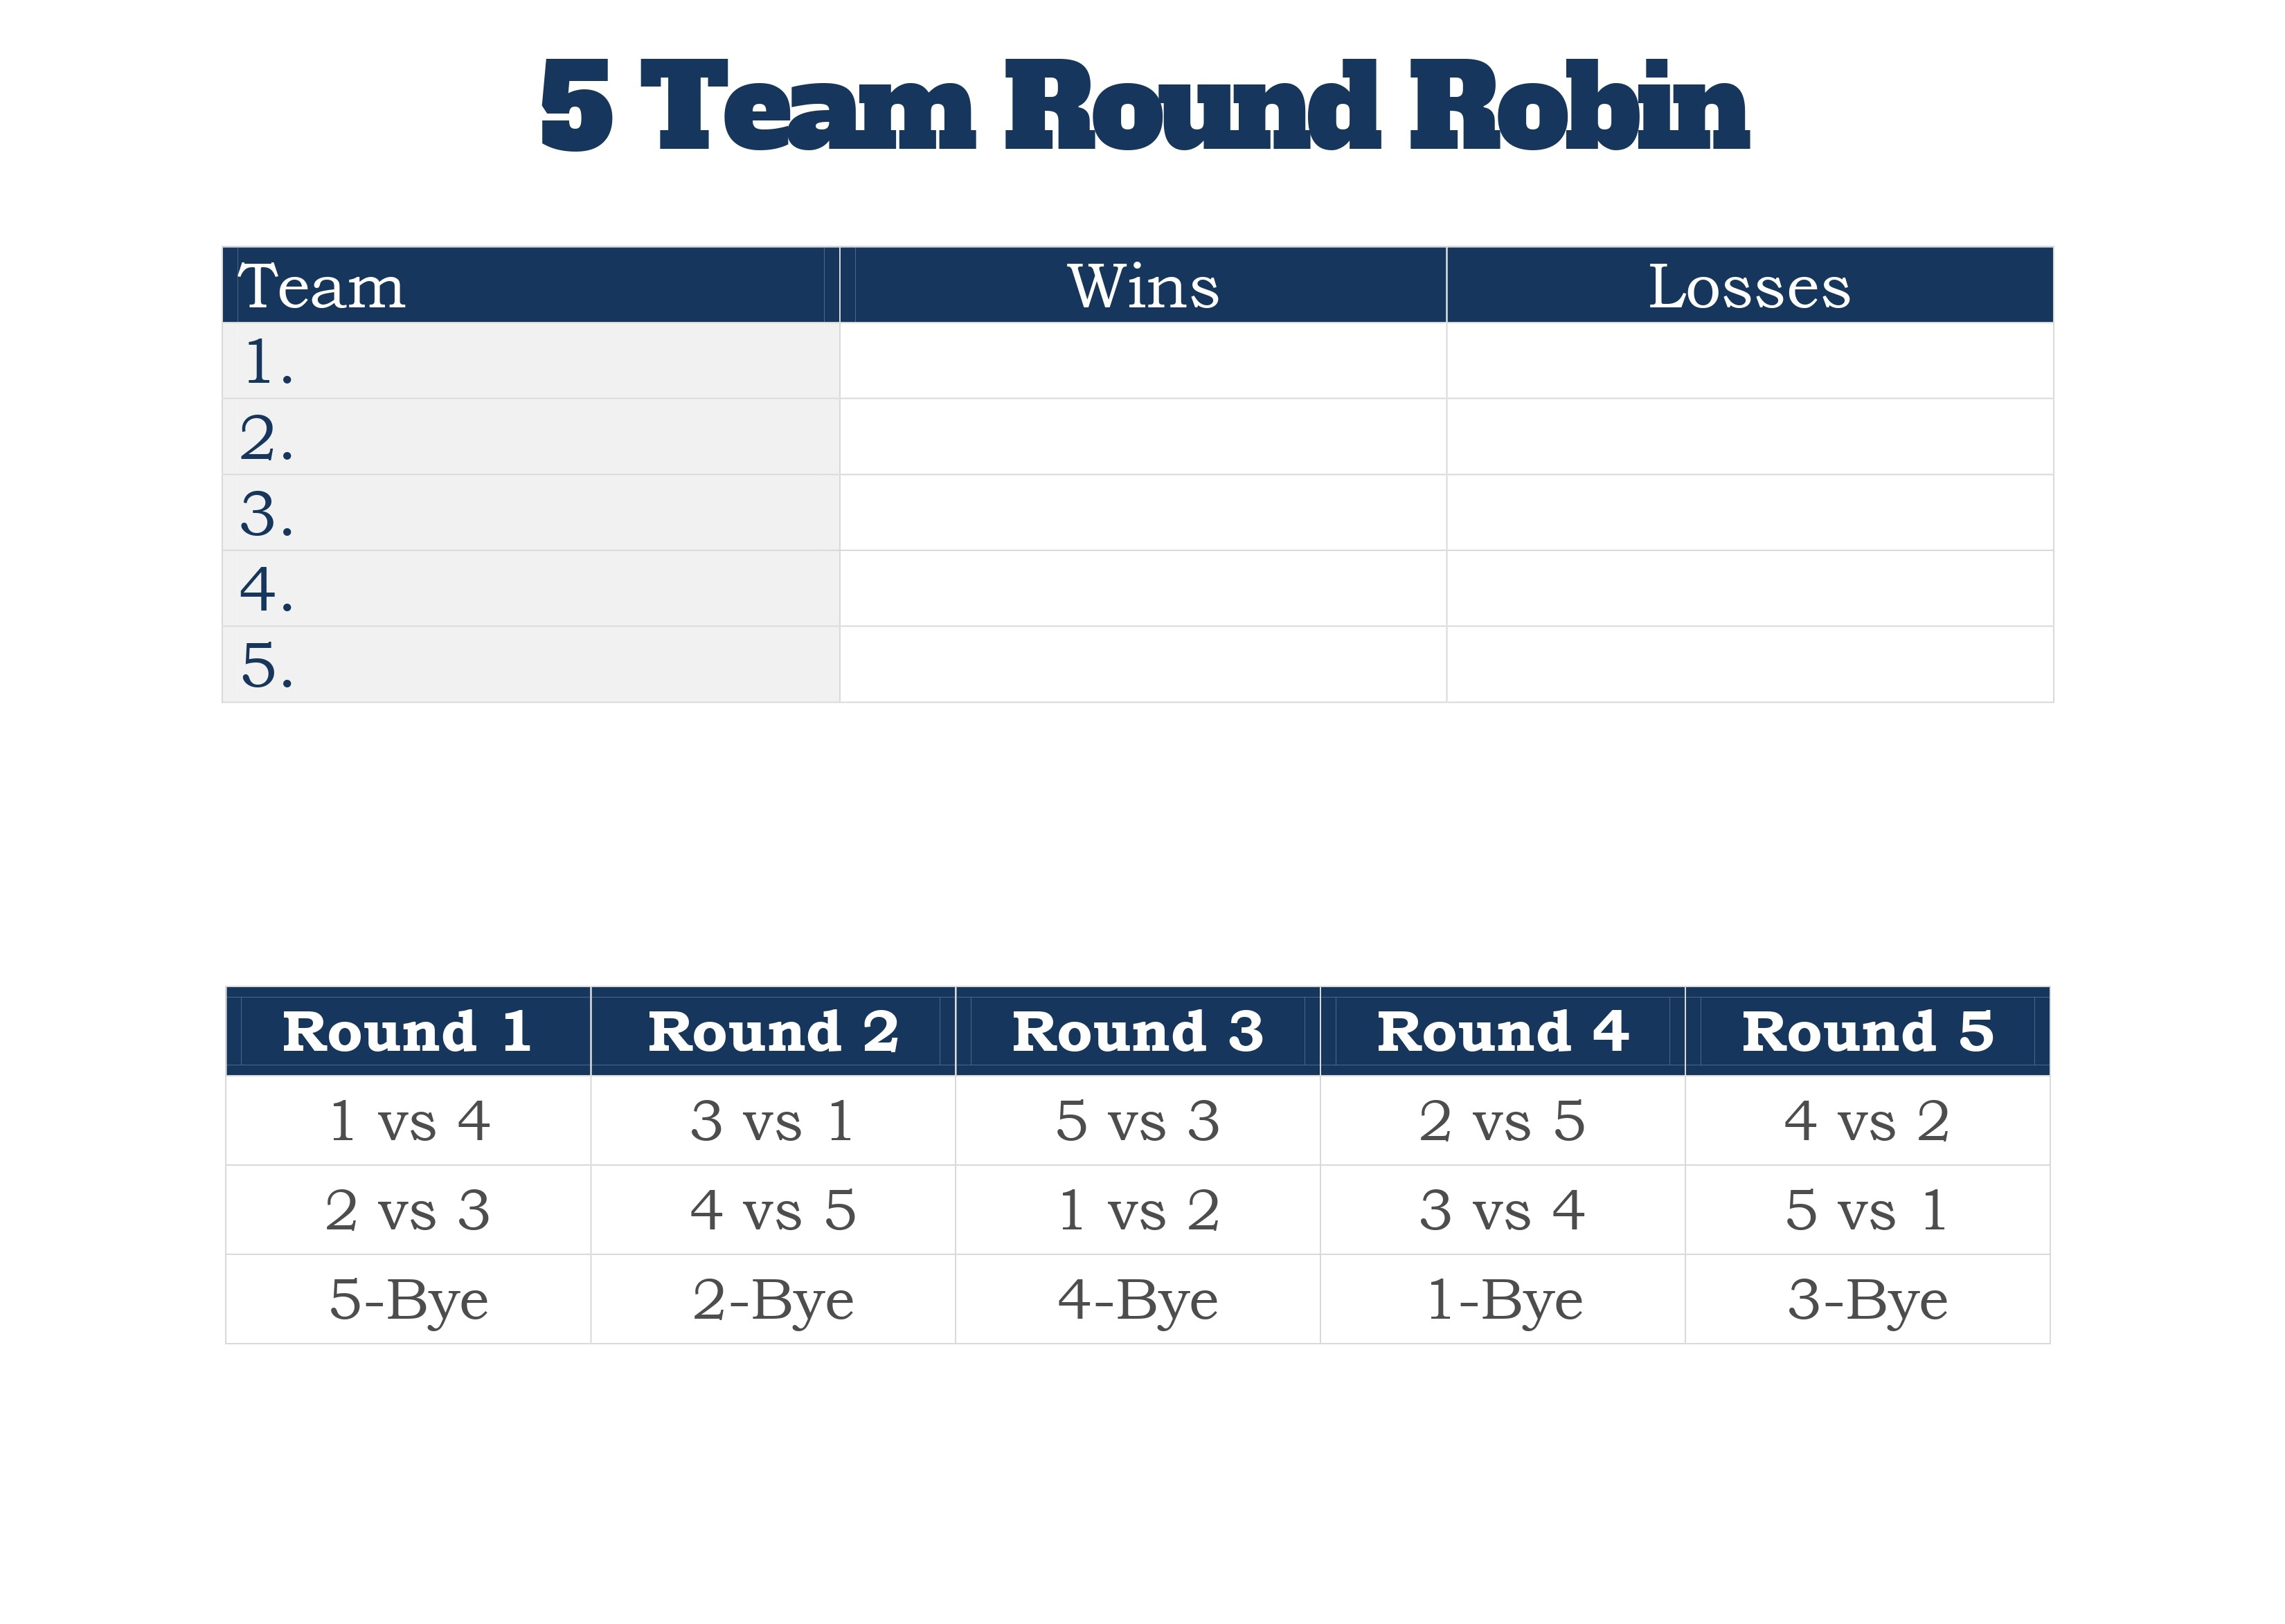 5 Team Round Robin
Team Wins Losses
1.
2.
3.
4.
5.
Round 1 Round 2 Round 3 Round 4 Round 5
1 vs 4 3 vs 1 5 vs 3 2 vs 5 4 vs 2
2 vs 3 4 vs 5 1 vs 2 3 vs 4 5 vs 1
5-Bye 2-Bye 4-Bye 1-Bye 3-Bye